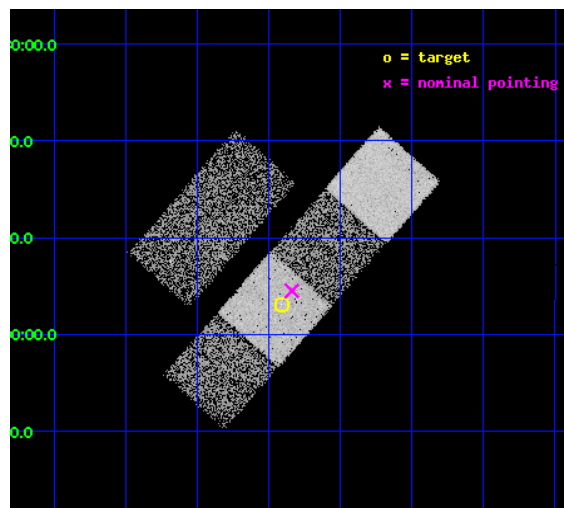 0:00.0
o = target
x = nominal pointing
0.0
0.0
0:00.0
0.0